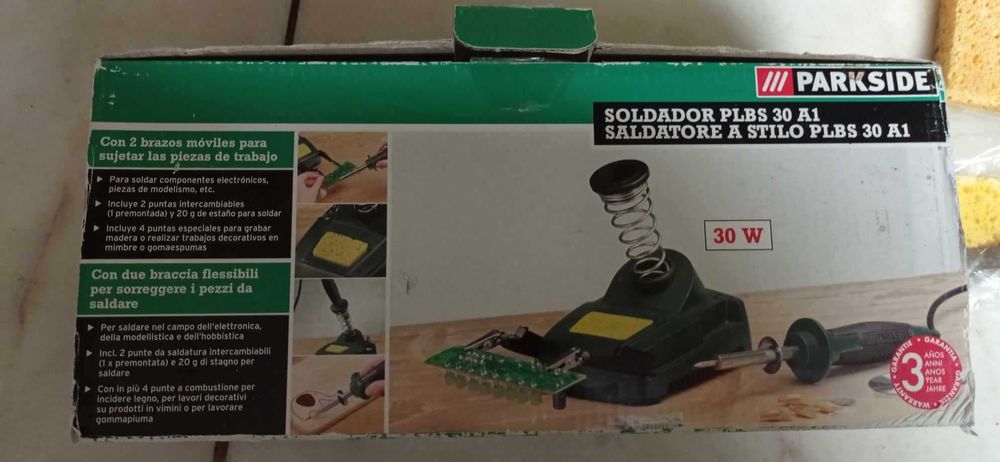 /// PARKSIDE
SOLDADOR PLBS 30 A1
SALDATORE A STILO PLBS 30 A1
Con 2 brazos móviles para
sujetar las piezas de trabajo
Para soldar componentes electrónicos,
piezas de modelismo, etc.
Incluye 2 puntas intercambiables
(1 premontada) y 20 g de estaño para soldar
Incluye 4 puntas especiales para grabar
madera o realizar trabajos decorativos en
mimbre o gomaespumas
Con due braccia flessibili
per sorreggere i pezzi da
saldare
Per saldare nel campo dell'elettronica,
della modellistica e dell'hobbistica
Incl. 2 punte da saldatura intercambiabili
(1 x premontata) e 20 g di stagno per
saldare
Con in più 4 punte a combustione per
incidere legno, per lavori decorativi
su prodotti in vimini o per lavorare
gommapiuma
30 W
GARANTIE • GARANTIA • GARANZIA • WARRANTY •
3
AÑOS
ANNI
ANOS
YEAR
JAHRE